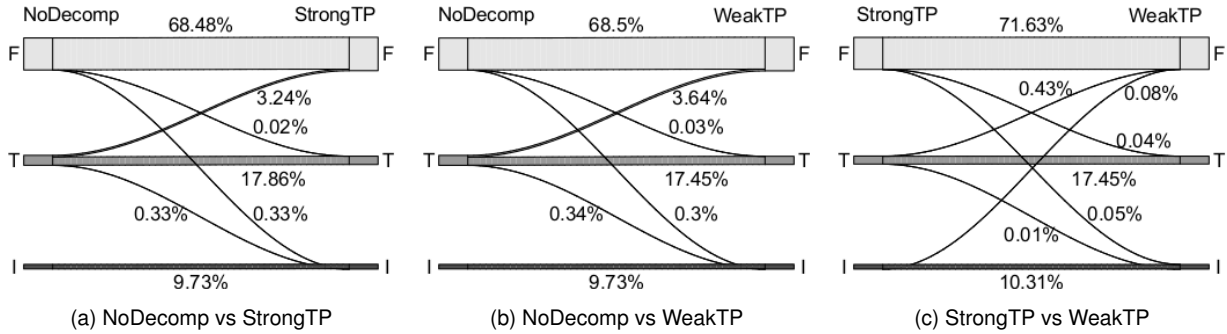 NoDecomp 68.48% StrongTP
F F
3.24%
0.02%
T T
17.86%
0.33% 0.33%
I I
9.73%
(a) NoDecomp vs StrongTP
NoDecomp 68.5% WeakTP
F F
3.64%
0.03%
T T
17.45%
0.34% 0.3%
I I
9.73%
(b) NoDecomp vs WeakTP
StrongTP 71.63% WeakTP
F F
0.43% 0.08%
0.04%
T T
17.45%
0.05%
0.01%
I I
10.31%
(c) StrongTP vs WeakTP